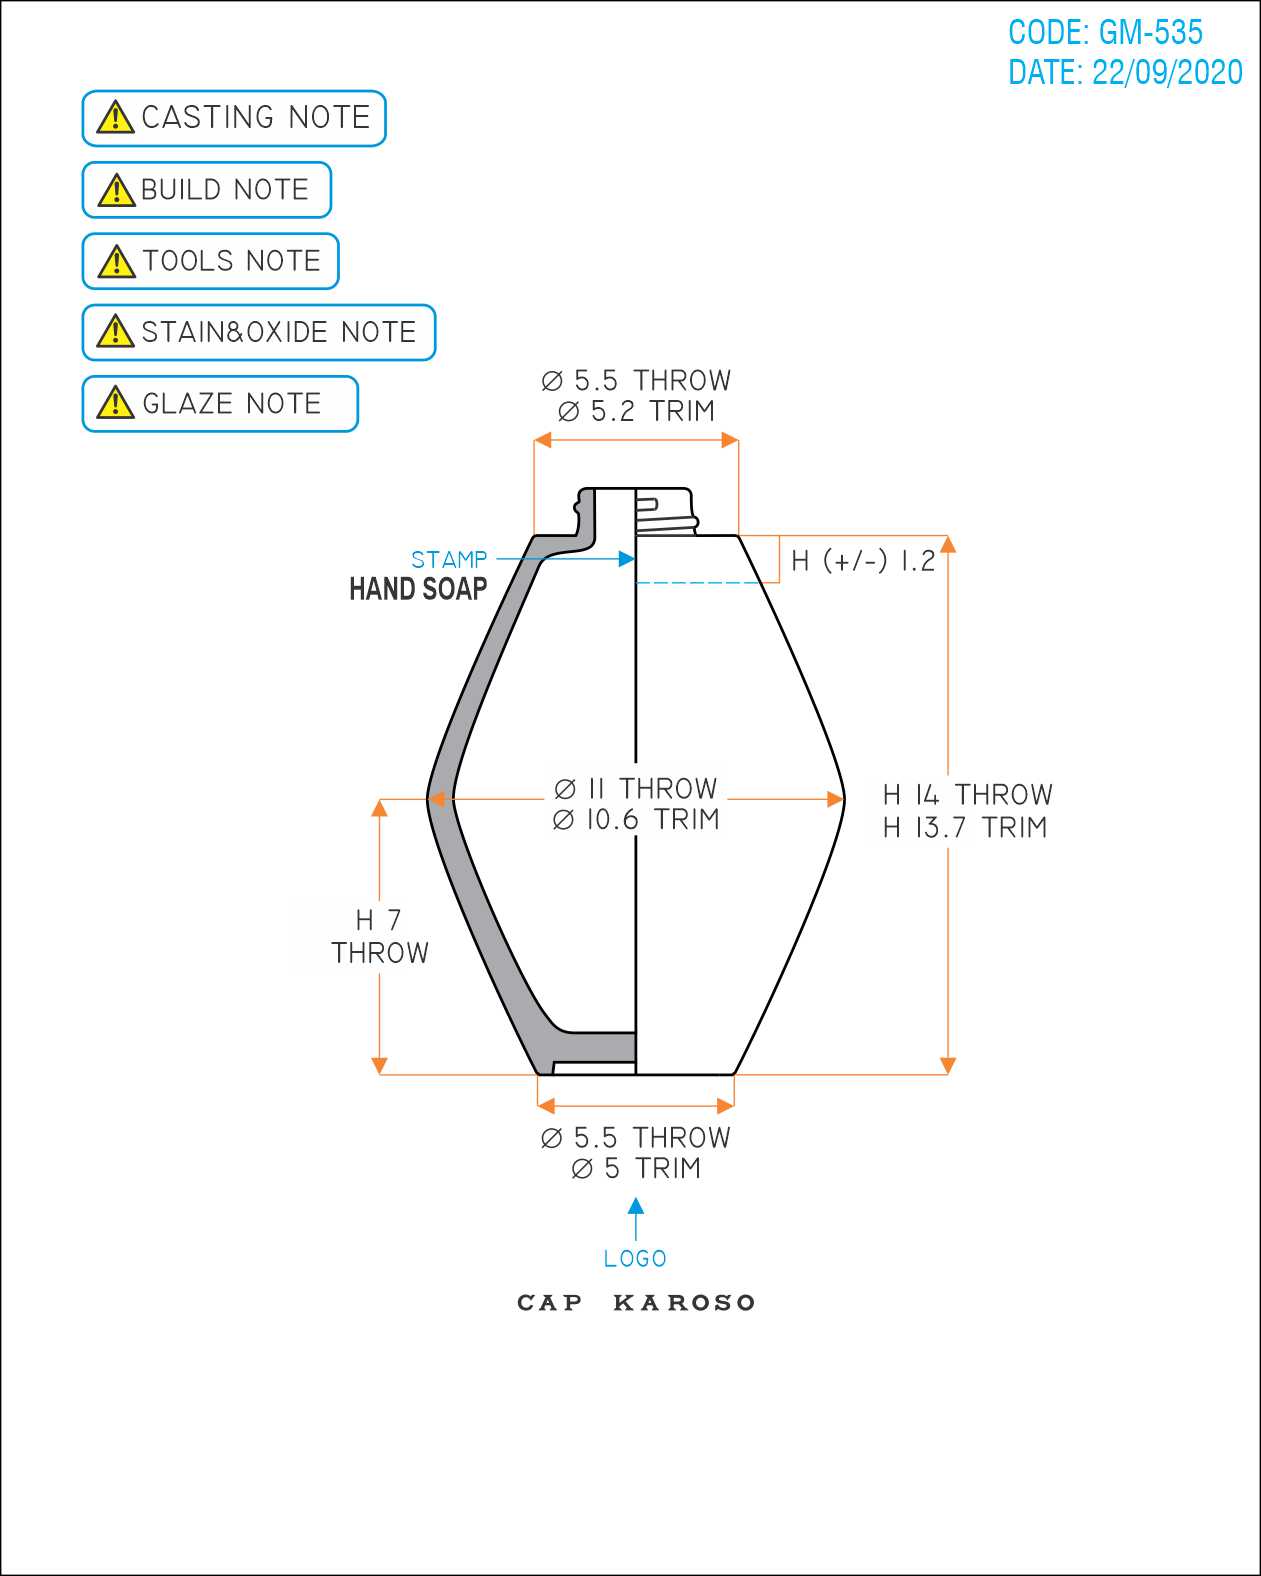 CODE: GM-535
DATE: 22/09/2020
CASTING NOTE
BUILD NOTE
TOOLS NOTE
STAIN&OXIDE NOTE
GLAZE NOTE
Ø 5.5 THROW
Ø 5.2 TRIM
STAMP
HAND SOAP
H (+/-) 1.2
Ø 11 THROW
Ø 10.6 TRIM
H 14 THROW
H 13.7 TRIM
H 7
THROW
Ø 5.5 THROW
Ø 5 TRIM
LOGO
CAP KAROSO